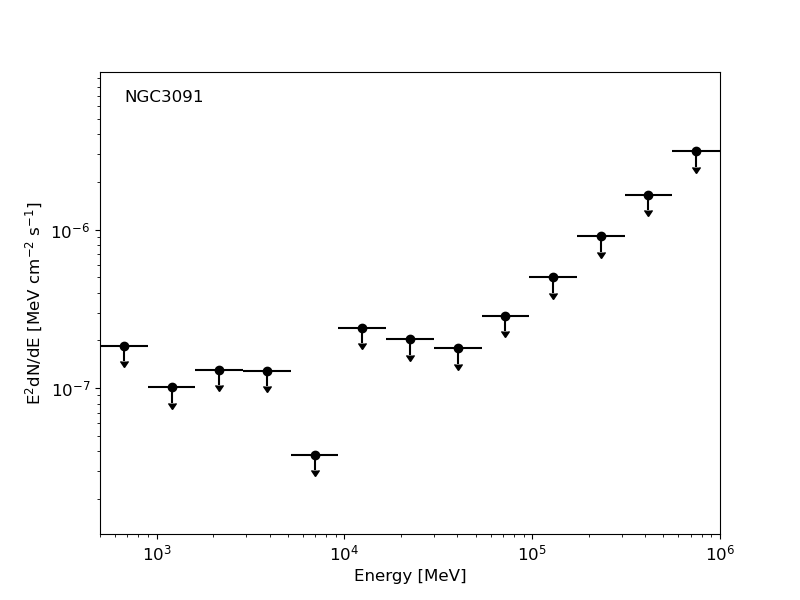 NGC3091
E²dN/dE [MeV cm⁻² s⁻¹]
10⁻⁶
10⁻⁷
10³ 10⁴ 10⁵ 10⁶
Energy [MeV]